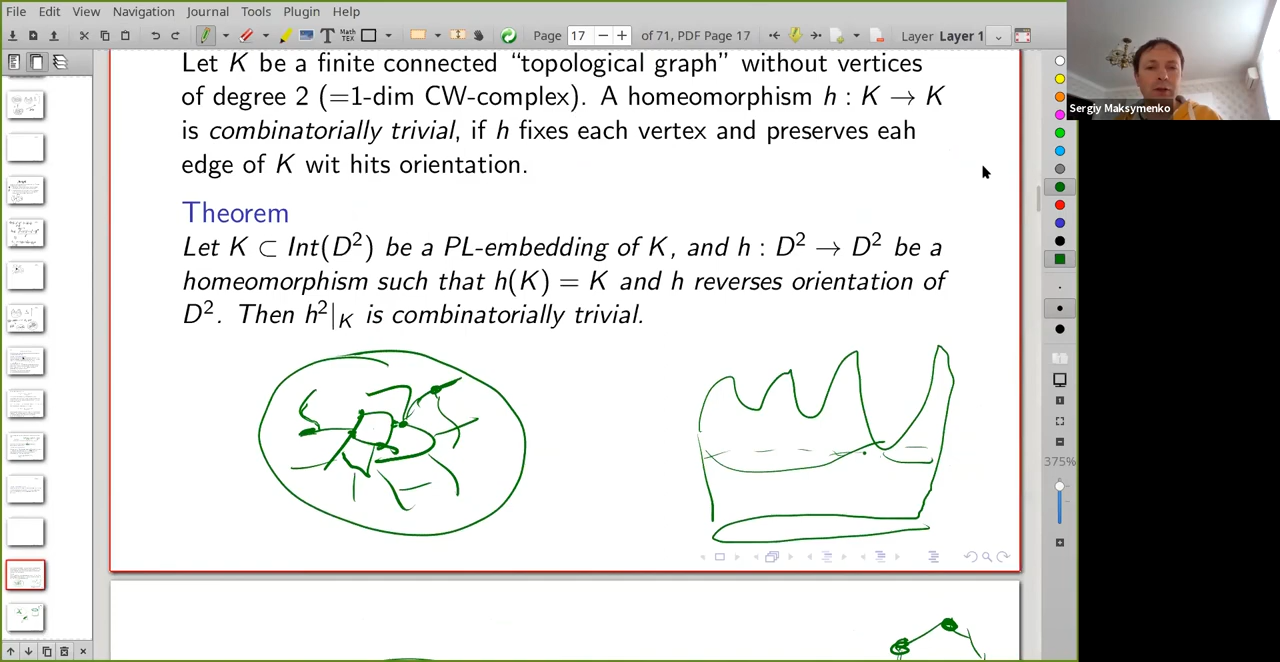 File Edit View Navigation Journal Tools Plugin Help
Math TEX Page 17 of 71, PDF Page 17 Layer Layer 1
Sergiy Maksymenko
Let K be a finite connected “topological graph” without vertices
of degree 2 (=1-dim CW-complex). A homeomorphism h : K → K
is combinatorially trivial, if h fixes each vertex and preserves eah
edge of K wit hits orientation.
Theorem
Let K ⊂ Int(D²) be a PL-embedding of K, and h : D² → D² be a
homeomorphism such that h(K) = K and h reverses orientation of
D². Then h²|_K is combinatorially trivial.
375%